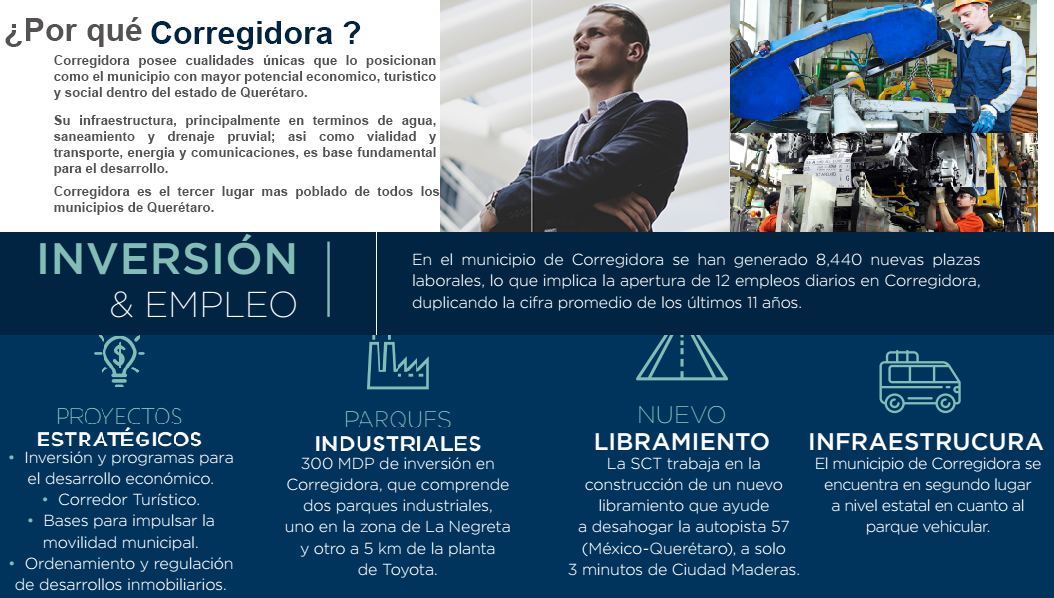 ¿Por qué Corregidora ?
Corregidora posee cualidades únicas que lo posicionan
como el municipio con mayor potencial economico, turistico
y social dentro del estado de Querétaro.
Su infraestructura, principalmente en terminos de agua,
saneamiento y drenaje pruvial; asi como vialidad y
transporte, energia y comunicaciones, es base fundamental
para el desarrollo.
Corregidora es el tercer lugar mas poblado de todos los
municipios de Querétaro.
INVERSIÓN
& EMPLEO
En el municipio de Corregidora se han generado 8,440 nuevas plazas
laborales, lo que implica la apertura de 12 empleos diarios en Corregidora,
duplicando la cifra promedio de los últimos 11 años.
PROYECTOS
ESTRATÉGICOS
• Inversión y programas para
el desarrollo económico.
• Corredor Turístico.
• Bases para impulsar la
movilidad municipal.
• Ordenamiento y regulación
de desarrollos inmobiliarios.
PARQUES
INDUSTRIALES
300 MDP de inversión en
Corregidora, que comprende
dos parques industriales,
uno en la zona de La Negreta
y otro a 5 km de la planta
de Toyota.
NUEVO
LIBRAMIENTO
La SCT trabaja en la
construcción de un nuevo
libramiento que ayude
a desahogar la autopista 57
(México-Querétaro), a solo
3 minutos de Ciudad Maderas.
INFRAESTRUCURA
El municipio de Corregidora se
encuentra en segundo lugar
a nivel estatal en cuanto al
parque vehicular.